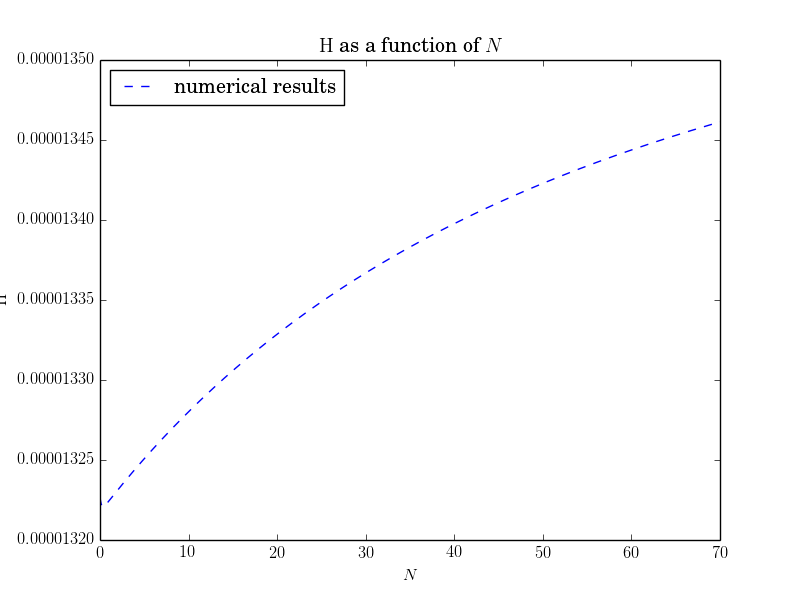 H as a function of N
0.00001350
numerical results
0.00001345
0.00001340
0.00001335
H
0.00001330
0.00001325
0.00001320
0 10 20 30 40 50 60 70
N